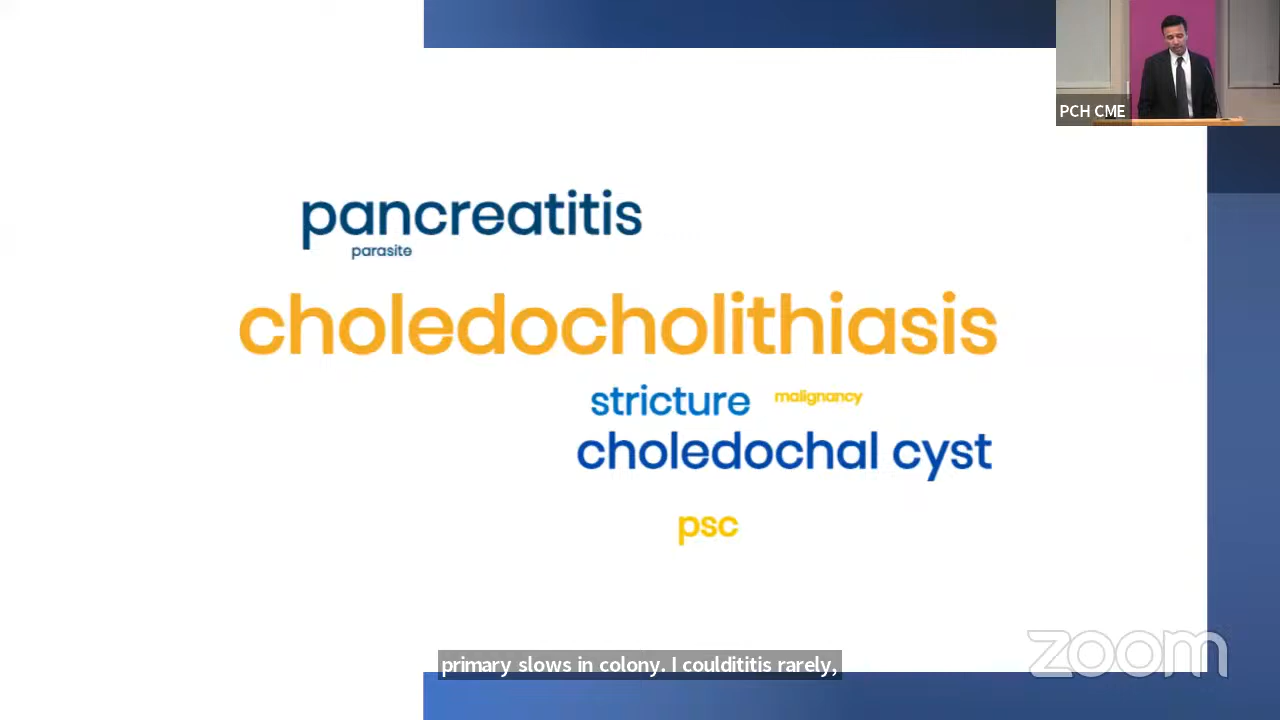 PCH CME
pancreatitis
parasite
choledocholithiasis
stricture malignancy
choledochal cyst
psc
zoom
primary slows in colony. I couldititis rarely,